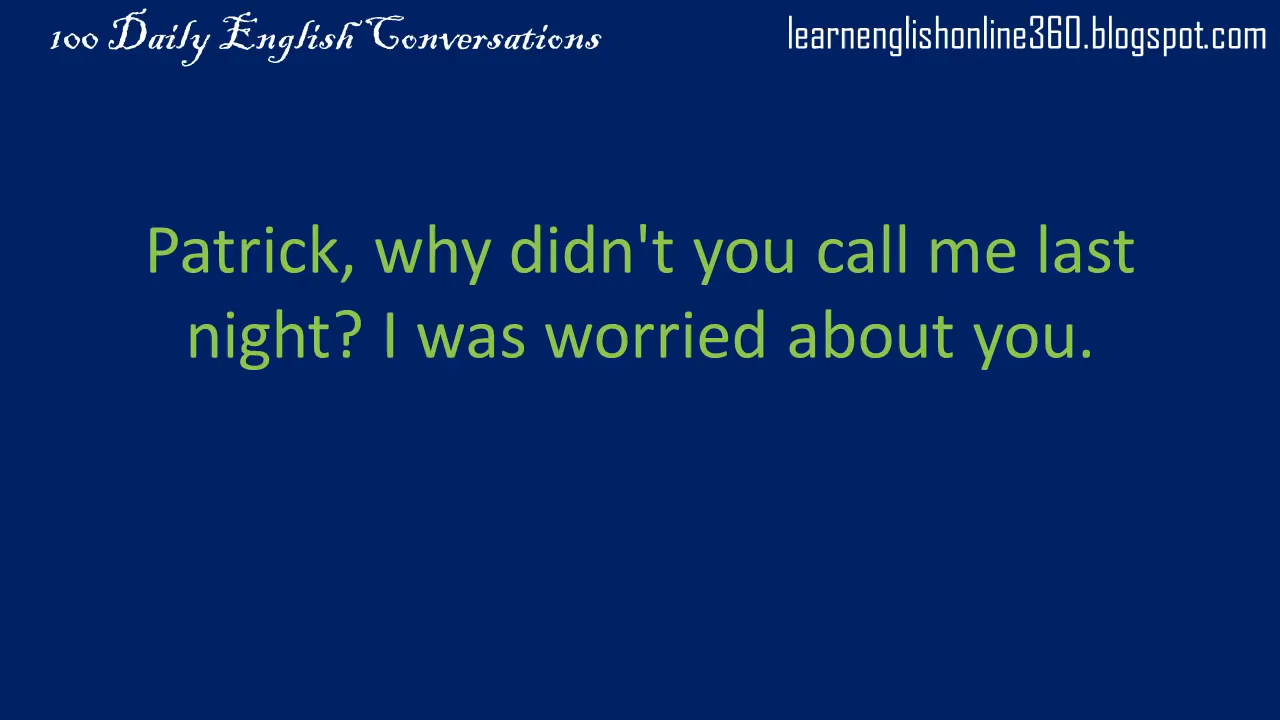 100 Daily English Conversations
learnenglishonline360.blogspot.com
Patrick, why didn't you call me last
night? I was worried about you.